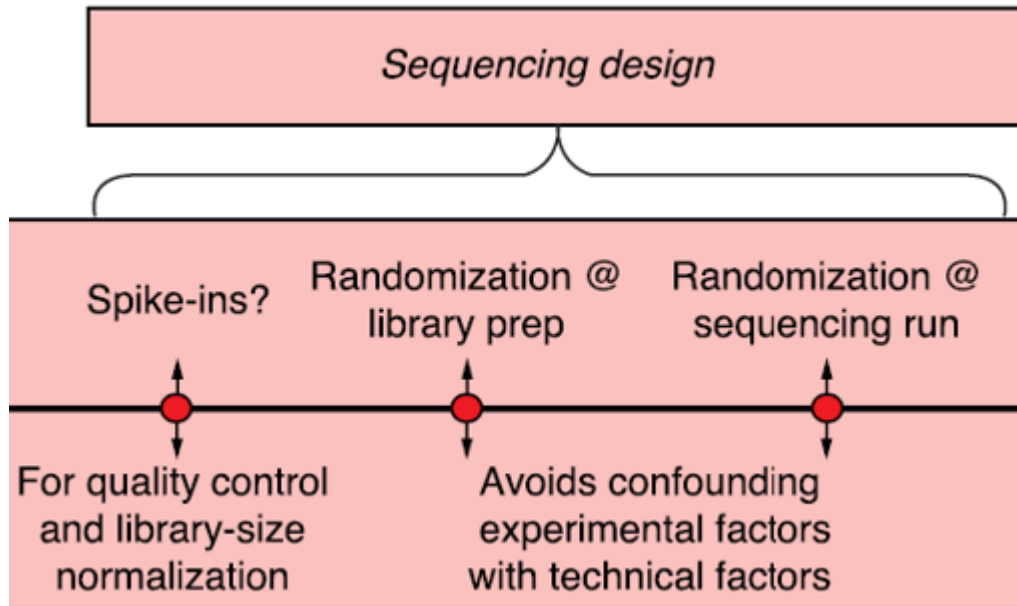 Sequencing design
Spike-ins?
Randomization @
library prep
Randomization @
sequencing run
For quality control
and library-size
normalization
Avoids confounding
experimental factors
with technical factors